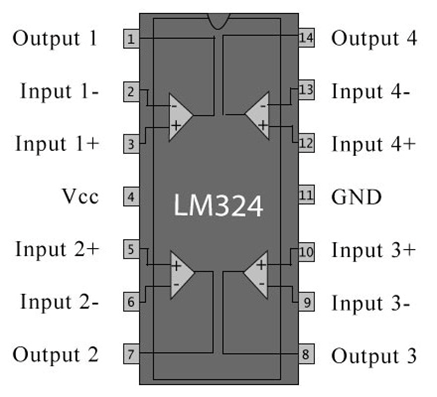 Output 1 1 14 Output 4
Input 1- 2 - - 13 Input 4-
Input 1+ 3 + + 12 Input 4+
Vcc 4 LM324 11 GND
Input 2+ 5 + + 10 Input 3+
Input 2- 6 - - 9 Input 3-
Output 2 7 8 Output 3